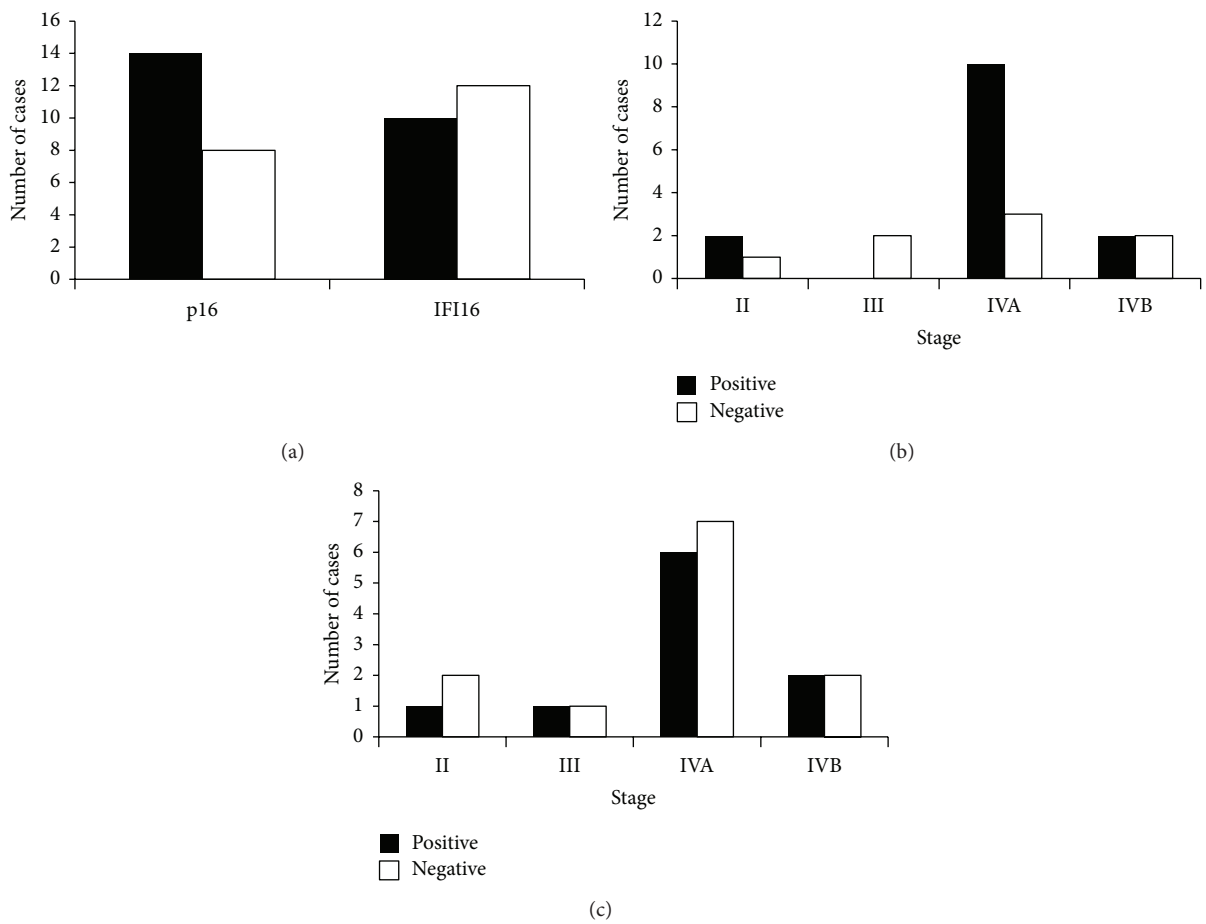 Number of cases
16
14
12
10
8
6
4
2
0
p16 IFI16
(a)
Number of cases
12
10
8
6
4
2
0
II III IVA IVB
Stage
Positive
Negative
(b)
Number of cases
8
7
6
5
4
3
2
1
0
II III IVA IVB
Stage
Positive
Negative
(c)